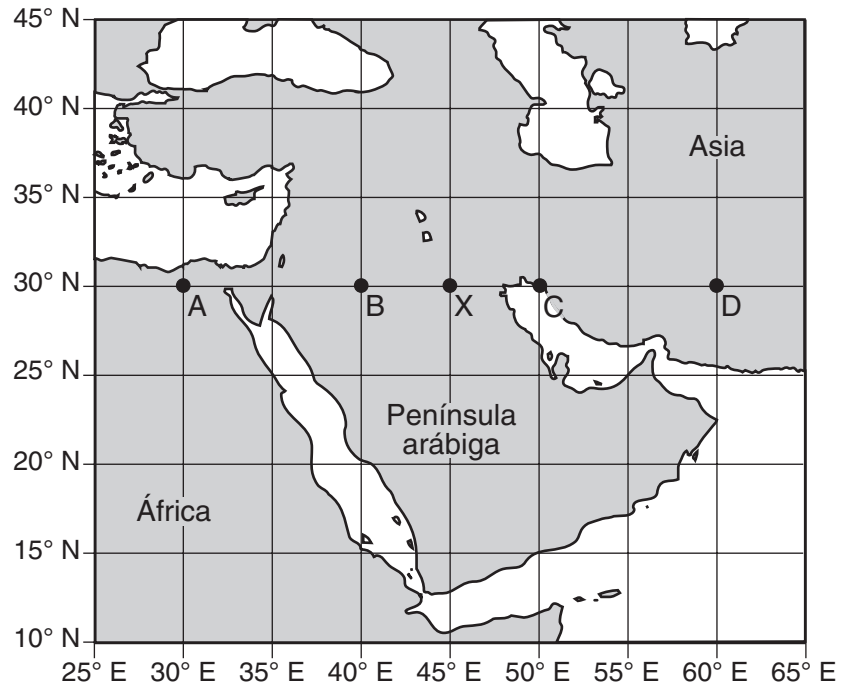 45° N
40° N
Asia
35° N
30° N
A
B
X
C
D
25° N
Península
arábiga
20° N
África
15° N
10° N
25° E 30° E 35° E 40° E 45° E 50° E 55° E 60° E 65° E